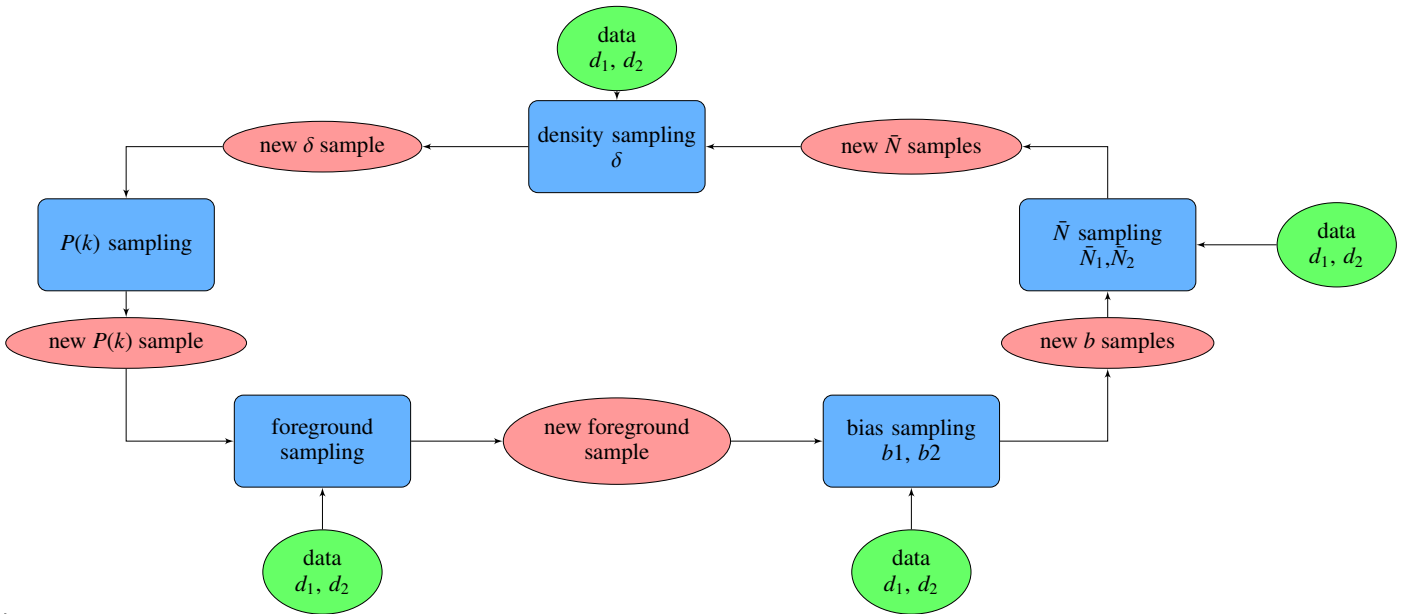 data
d₁, d₂
density sampling
δ
new δ sample
new N̄ samples
P(k) sampling
N̄ sampling
N̄₁,N̄₂
data
d₁, d₂
new P(k) sample
new b samples
foreground
sampling
new foreground
sample
bias sampling
b1, b2
data
d₁, d₂
data
d₁, d₂